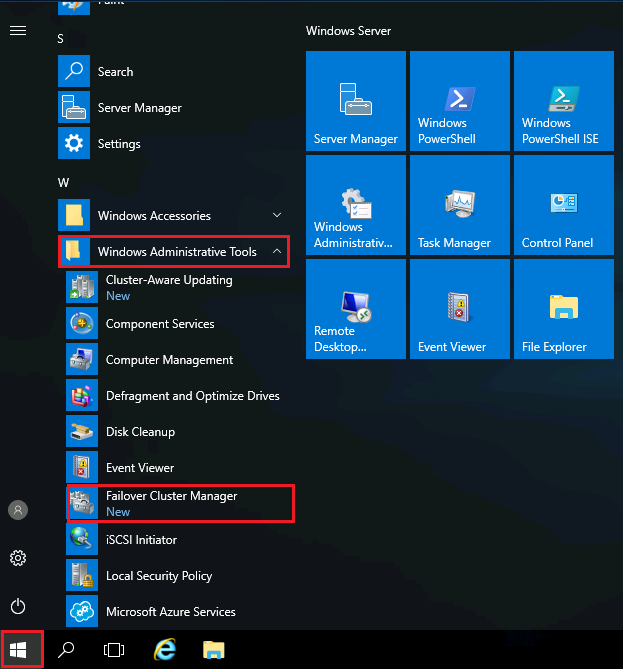 Paint
S
Search
Server Manager
Settings
W
Windows Accessories
Windows Administrative Tools
Cluster-Aware Updating
New
Component Services
Computer Management
Defragment and Optimize Drives
Disk Cleanup
Event Viewer
Failover Cluster Manager
New
iSCSI Initiator
Local Security Policy
Microsoft Azure Services
Windows Server
Server Manager
Windows
PowerShell
Windows
PowerShell ISE
Windows
Administrativ...
Task Manager
Control Panel
Remote
Desktop...
Event Viewer
File Explorer